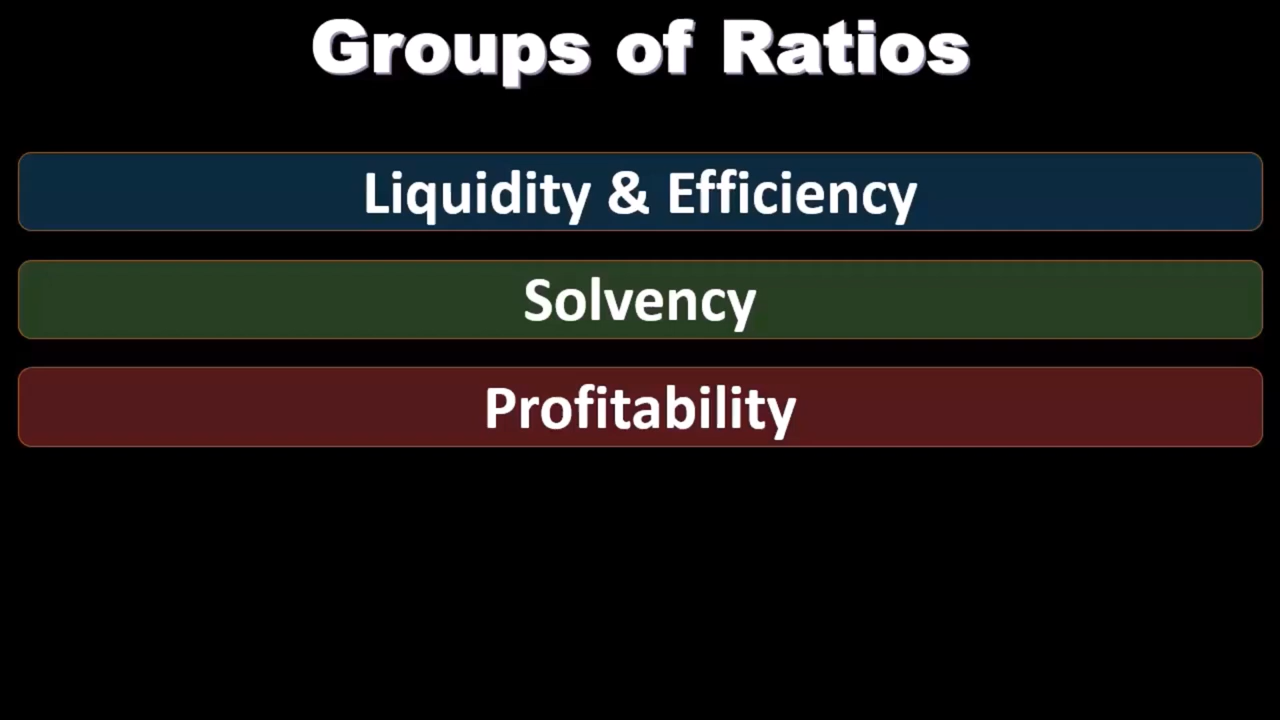 Groups of Ratios
Liquidity & Efficiency
Solvency
Profitability